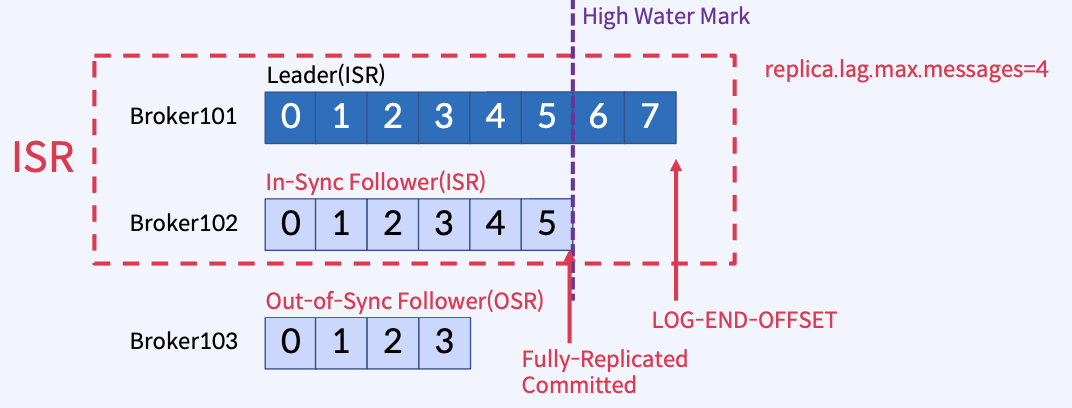 High Water Mark
replica.lag.max.messages=4
Leader(ISR)
Broker101
0 1 2 3 4 5 6 7
ISR
In-Sync Follower(ISR)
Broker102
0 1 2 3 4 5
Out-of-Sync Follower(OSR)
LOG-END-OFFSET
Broker103
0 1 2 3
Fully-Replicated
Committed